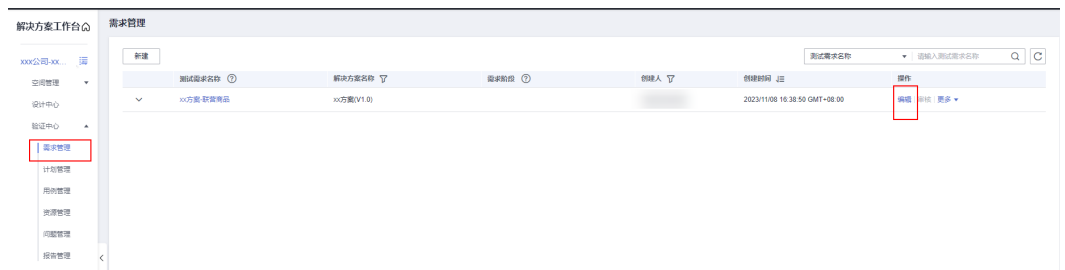 解决方案工作台
需求管理
xxx公司-xx...
空间管理
设计中心
验证中心
需求管理
计划管理
用例管理
资源管理
问题管理
报告管理
新建
测试需求名称
请输入测试需求名称
测试需求名称 解决方案名称 需求阶段 创建人 创建时间 操作
xx方案-联营商品 xx方案(V1.0) 2023/11/08 16:38:50 GMT+08:00 编辑 审核 更多